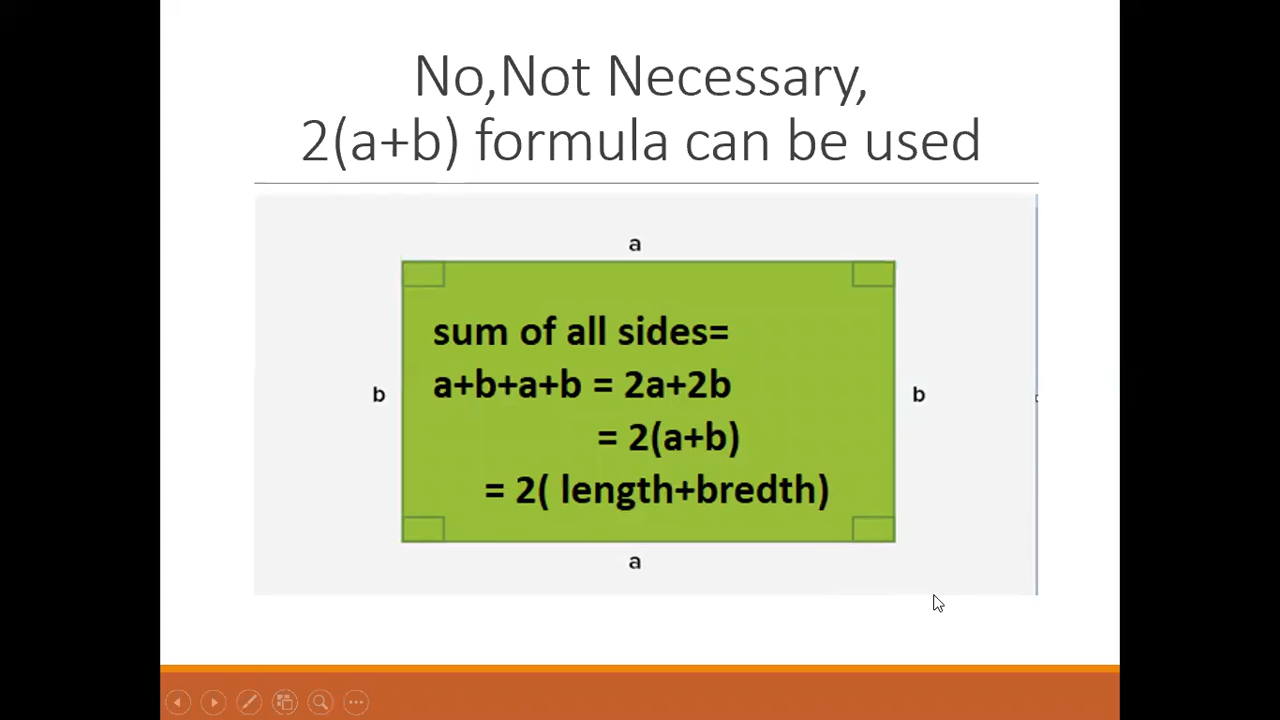 No,Not Necessary,
2(a+b) formula can be used
a
sum of all sides=
a+b+a+b = 2a+2b
b
b
= 2(a+b)
= 2( length+bredth)
a